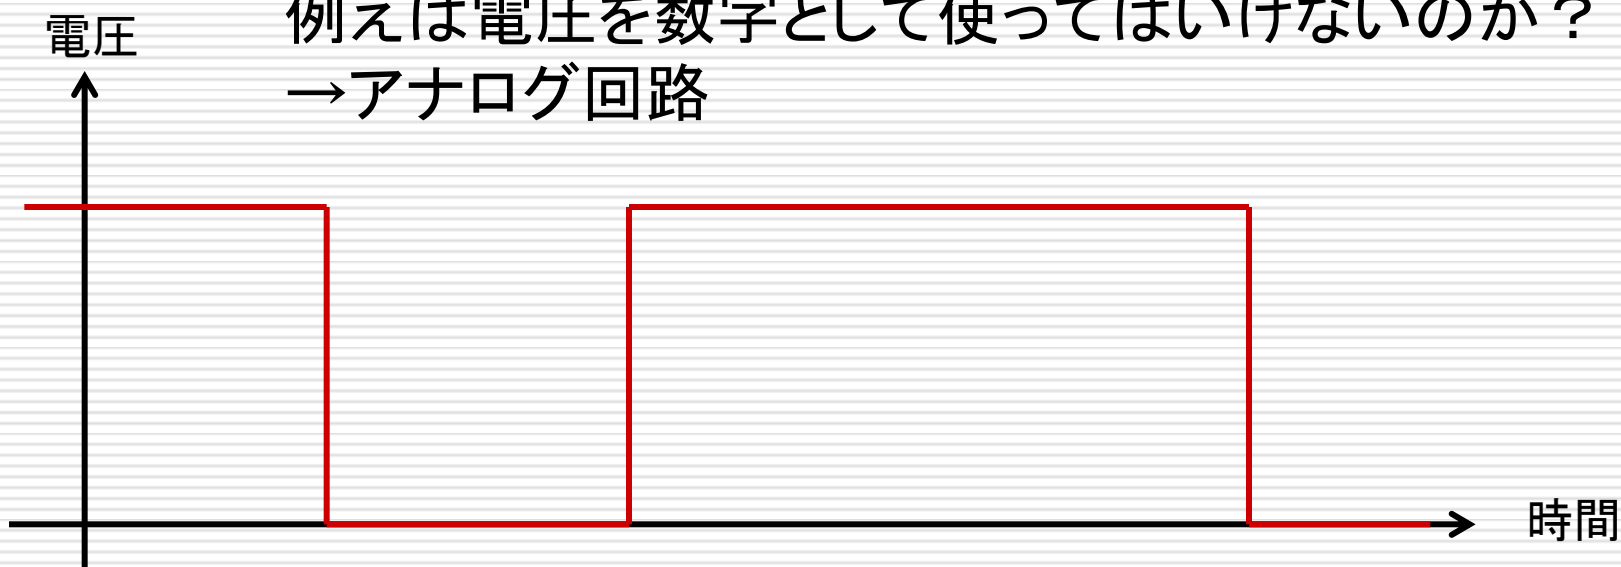 例えば電圧を数字として使ってはいけないのか？
→アナログ回路
電圧
時間